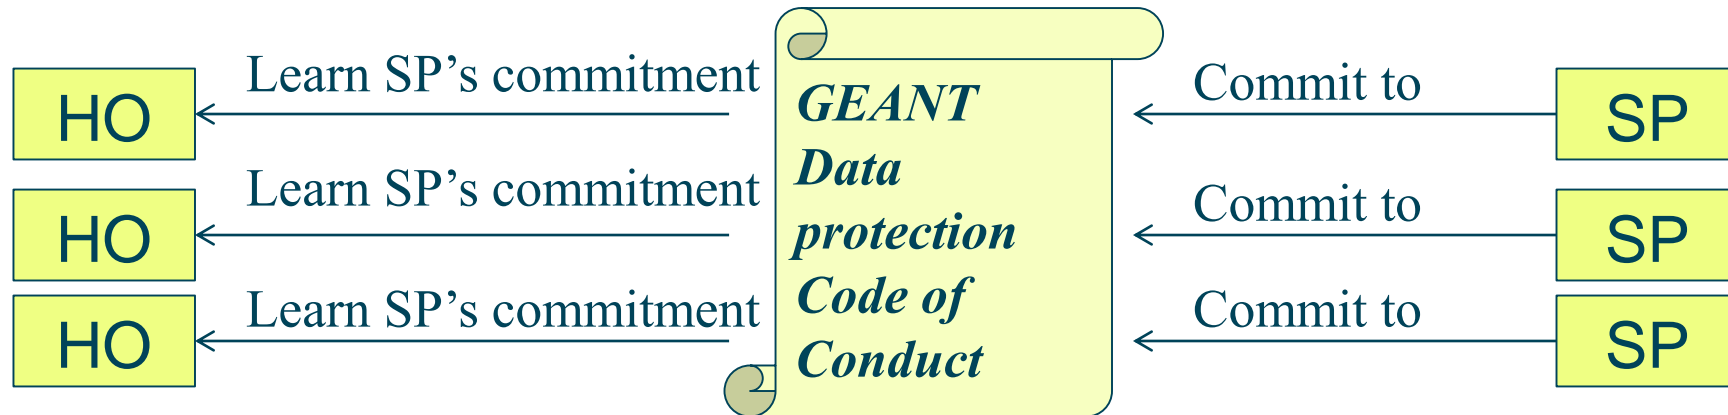 HO
Learn SP’s commitment
HO
Learn SP’s commitment
HO
Learn SP’s commitment
GEANT
Data
protection
Code of
Conduct
Commit to
SP
Commit to
SP
Commit to
SP